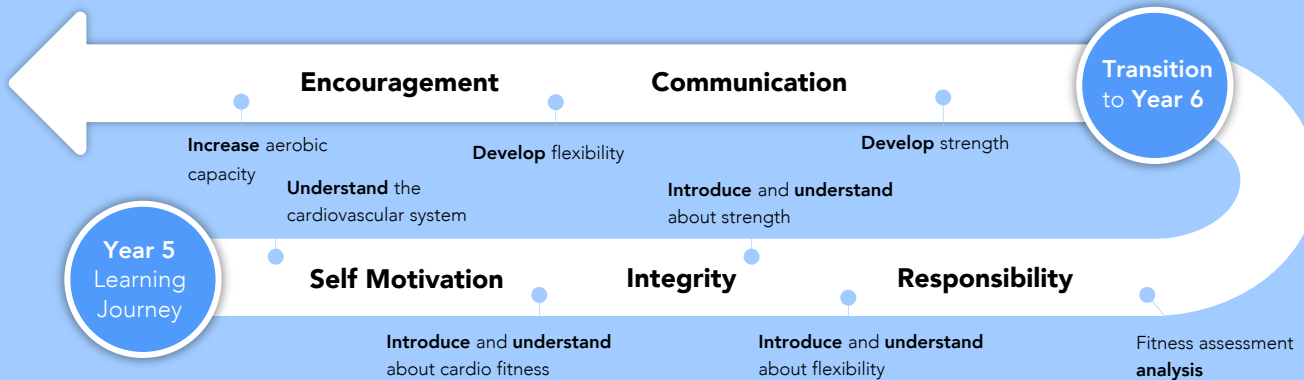 Encouragement
Communication
Transition
to Year 6
Increase aerobic
capacity
Develop flexibility
Develop strength
Understand the
cardiovascular system
Introduce and understand
about strength
Year 5
Learning
Journey
Self Motivation
Integrity
Responsibility
Introduce and understand
about cardio fitness
Introduce and understand
about flexibility
Fitness assessment
analysis